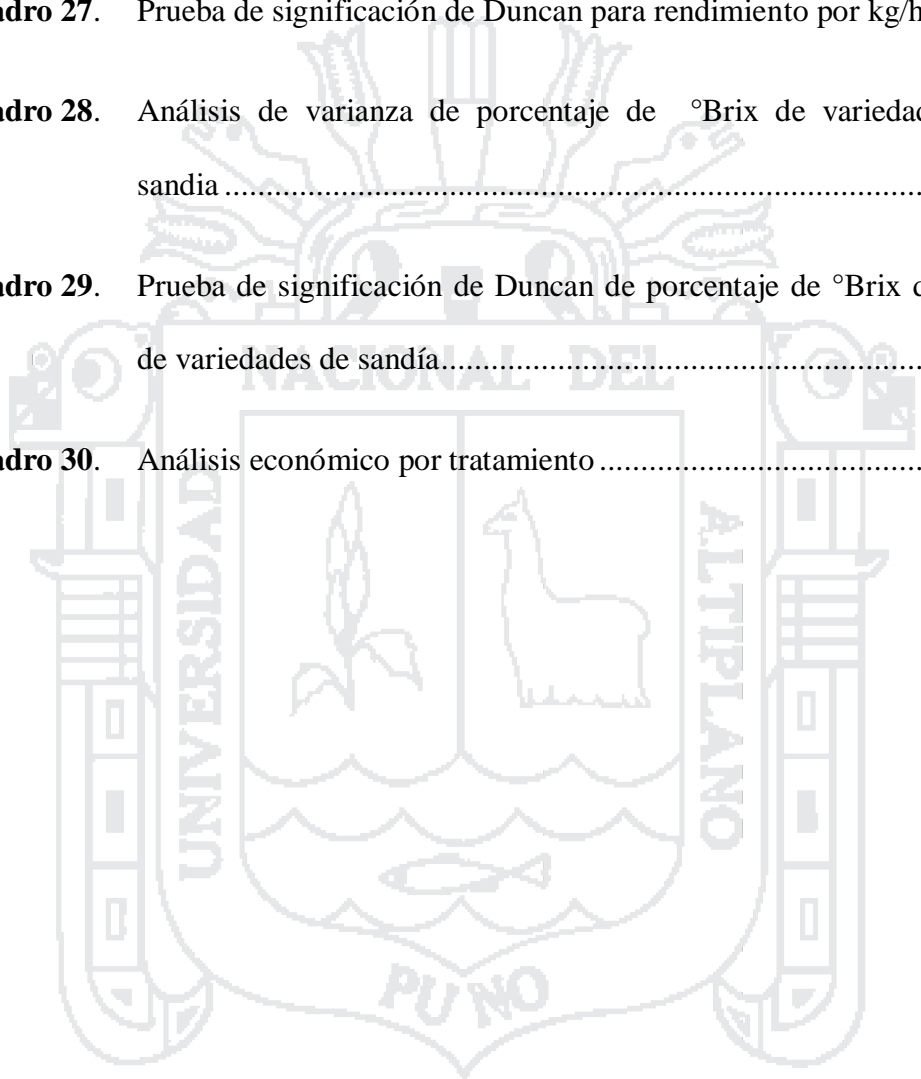 adro 27. Prueba de significación de Duncan para rendimiento por kg/h
adro 28. Análisis de varianza de porcentaje de °Brix de varieda
sandia ........................................................................................................
adro 29. Prueba de significación de Duncan de porcentaje de °Brix
de variedades de sandía........................................................................
adro 30. Análisis económico por tratamiento ................................................
NACIONAL DEL
UNIVERSIDAD
ALTIPLANO
PUNO